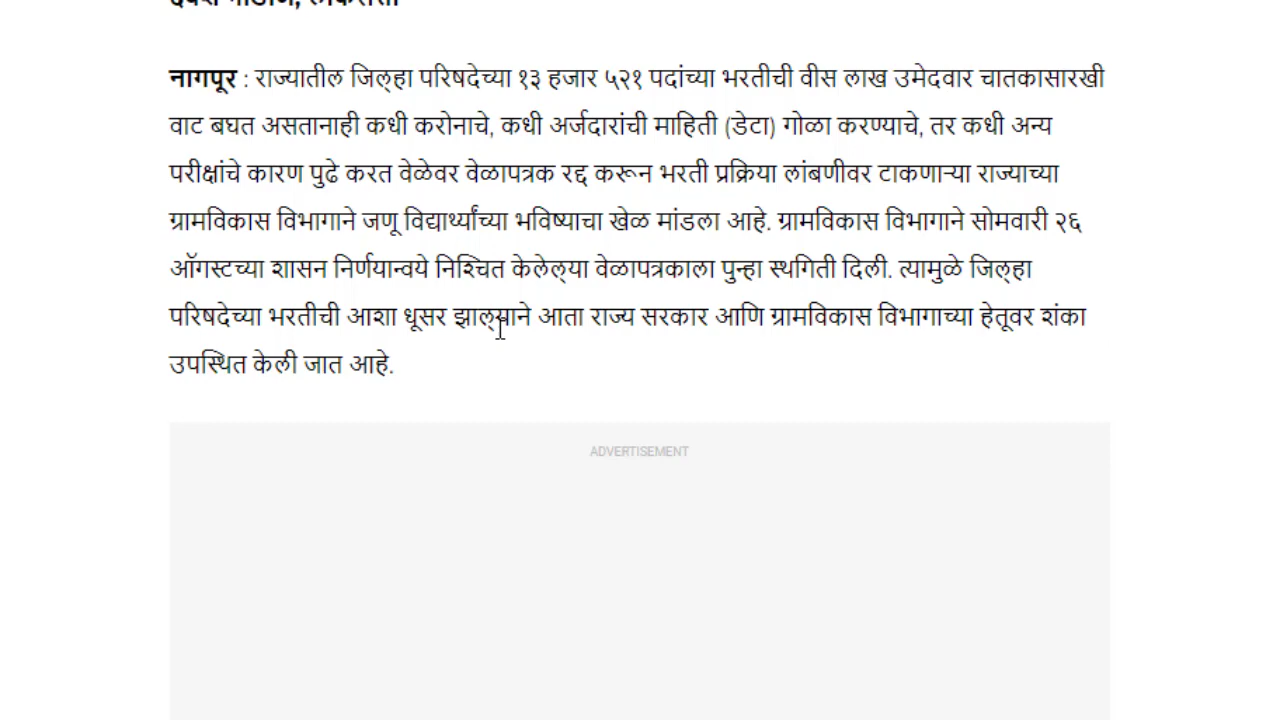 नागपूर : राज्यातील जिल्हा परिषदेच्या १३ हजार ५२१ पदांच्या भरतीची वीस लाख उमेदवार चातकासारखी
वाट बघत असतानाही कधी करोनाचे, कधी अर्जदारांची माहिती (डेटा) गोळा करण्याचे, तर कधी अन्य
परीक्षांचे कारण पुढे करत वेळेवर वेळापत्रक रद्द करून भरती प्रक्रिया लांबणीवर टाकणाऱ्या राज्याच्या
ग्रामविकास विभागाने जणू विद्यार्थ्यांच्या भविष्याचा खेळ मांडला आहे. ग्रामविकास विभागाने सोमवारी २६
ऑगस्टच्या शासन निर्णयान्वये निश्चित केलेल्या वेळापत्रकाला पुन्हा स्थगिती दिली. त्यामुळे जिल्हा
परिषदेच्या भरतीची आशा धूसर झाल्याने आता राज्य सरकार आणि ग्रामविकास विभागाच्या हेतूवर शंका
उपस्थित केली जात आहे.
ADVERTISEMENT